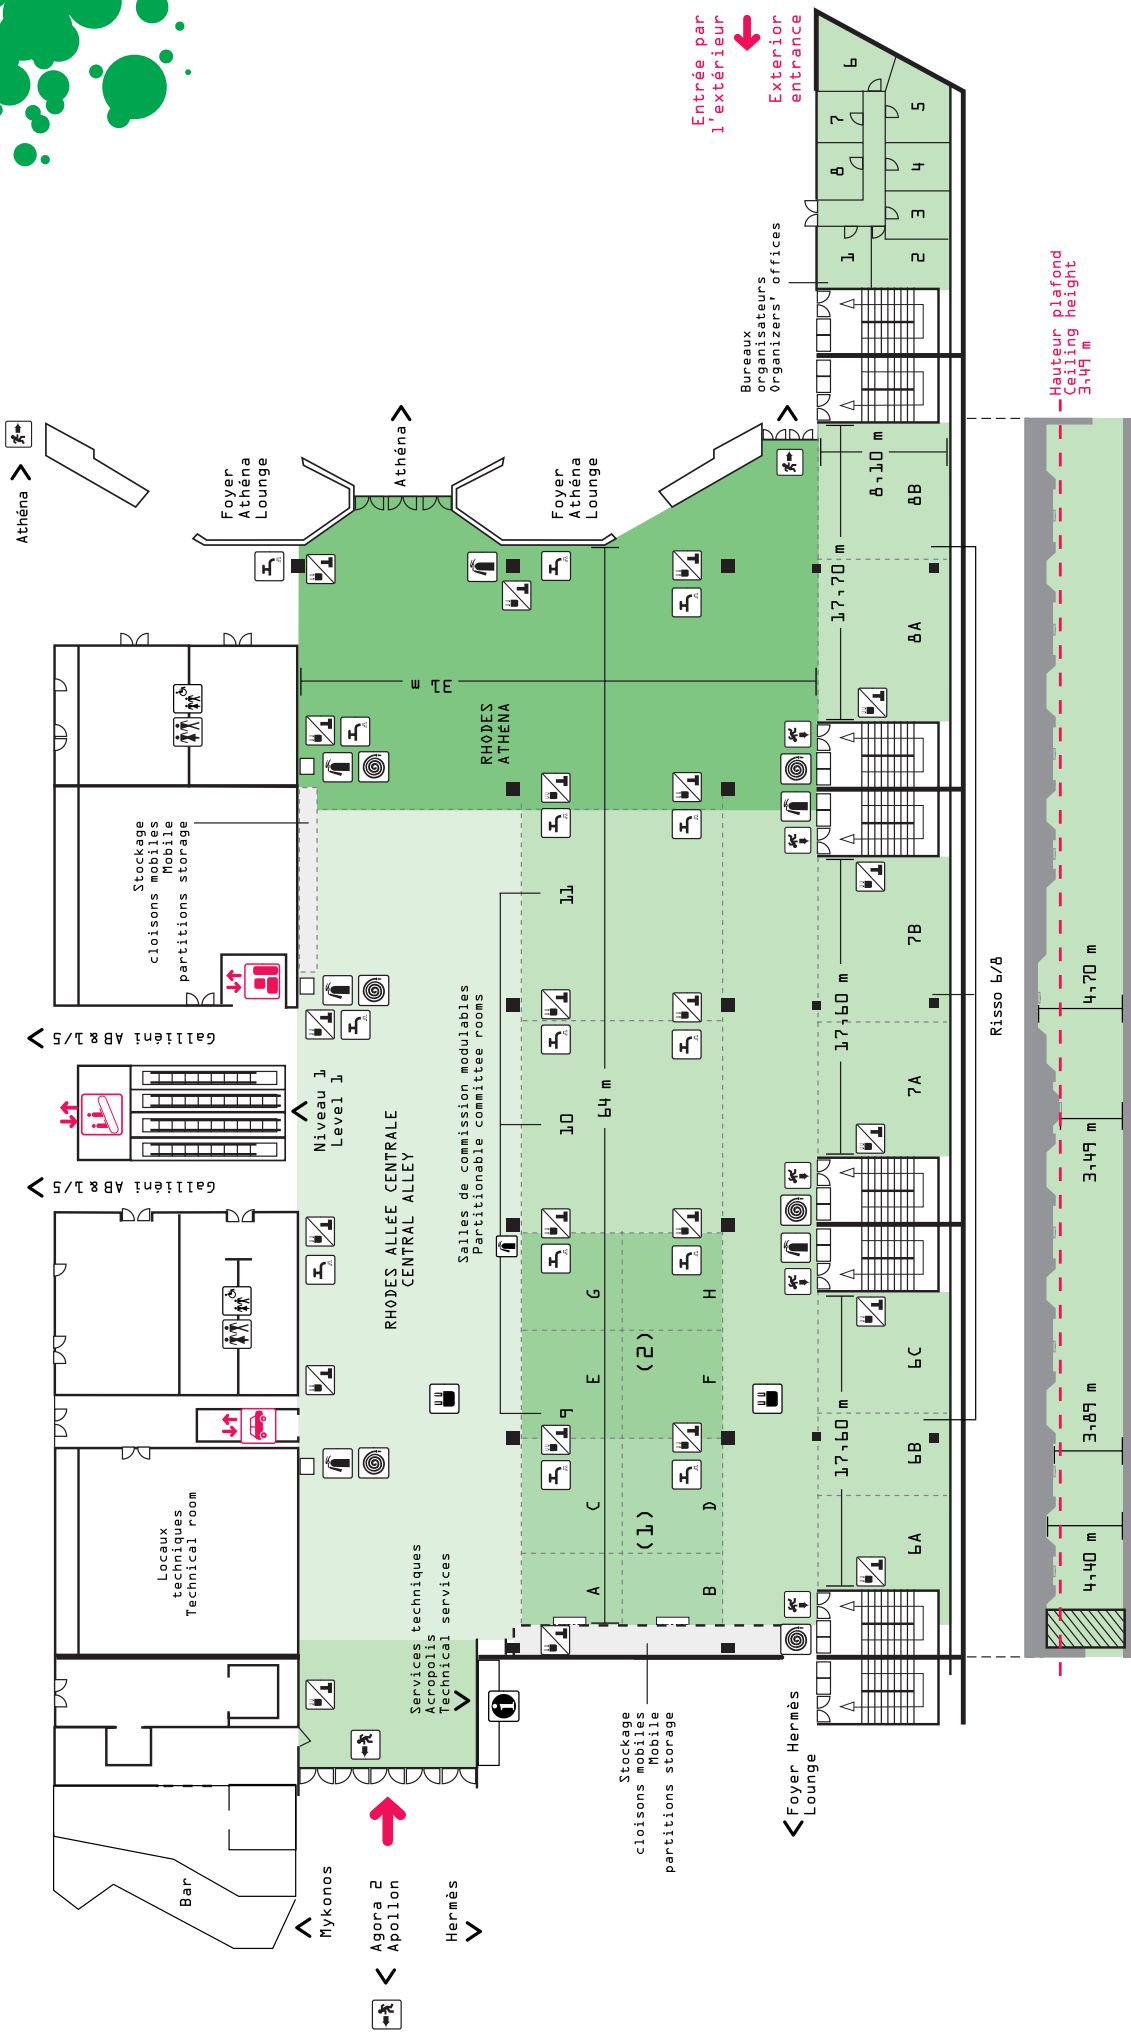 Entrée par
l'extérieur
Exterior
entrance
6
7
8
5
4
3
1
2
Bureaux
organisateurs
Organizers' offices
Hauteur plafond
Ceiling height
3,49 m
Athéna
Foyer
Athéna
Lounge
Athéna
Foyer
Athéna
Lounge
8,10 m
8B
17,70 m
8A
31 m
RHODES
ATHÉNA
Stockage
cloisons mobiles
Mobile
partitions storage
11
7B
17,60 m
7A
Risso 6/8
4,70 m
3,49 m
Galliéni AB & 1/5
Niveau 1
Level 1
Galliéni AB & 1/5
Salles de commission modulables
Partitionable committee rooms
10
64 m
RHODES ALLÉE CENTRALE
CENTRAL ALLEY
G
H
(2)
E
F
9
6C
17,60 m
6B
6A
3,89 m
4,40 m
C
D
(1)
A
B
Locaux
techniques
Technical room
Services techniques
Acropolis
Technical services
i
Stockage
cloisons mobiles
Mobile
partitions storage
Foyer Hermès
Lounge
Bar
Mykonos
Agora 2
Apollon
Hermès